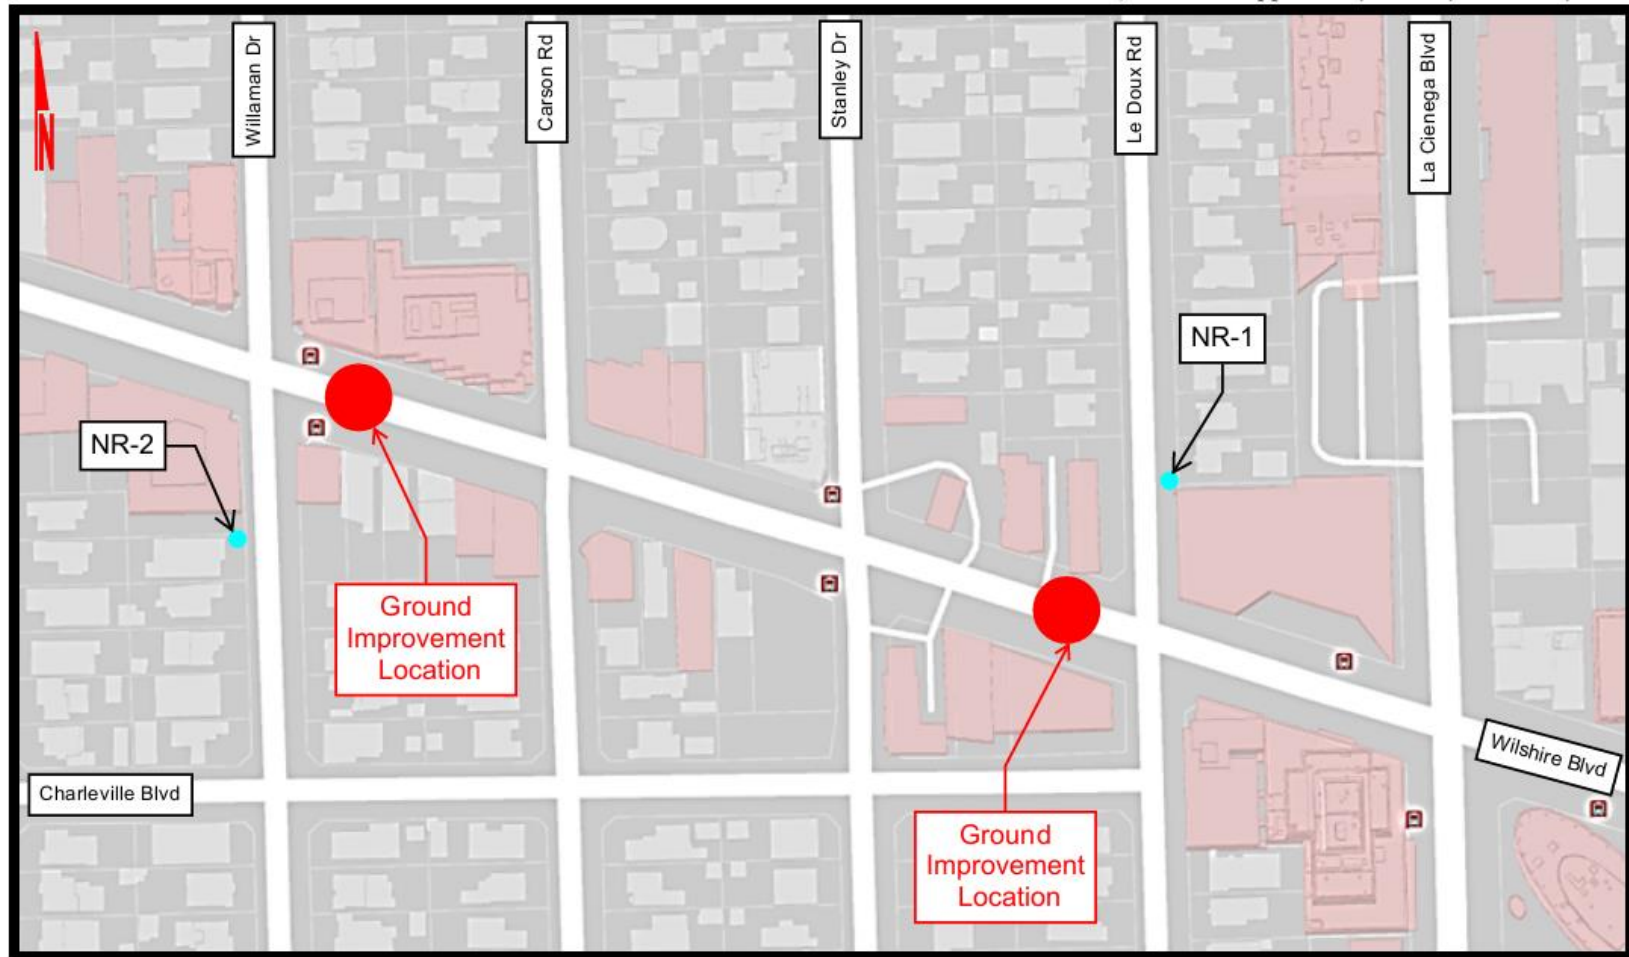 Willaman Dr
Carson Rd
Stanley Dr
Le Doux Rd
La Cienega Blvd
N
NR-1
NR-2
Ground
Improvement
Location
Wilshire Blvd
Charleville Blvd
Ground
Improvement
Location